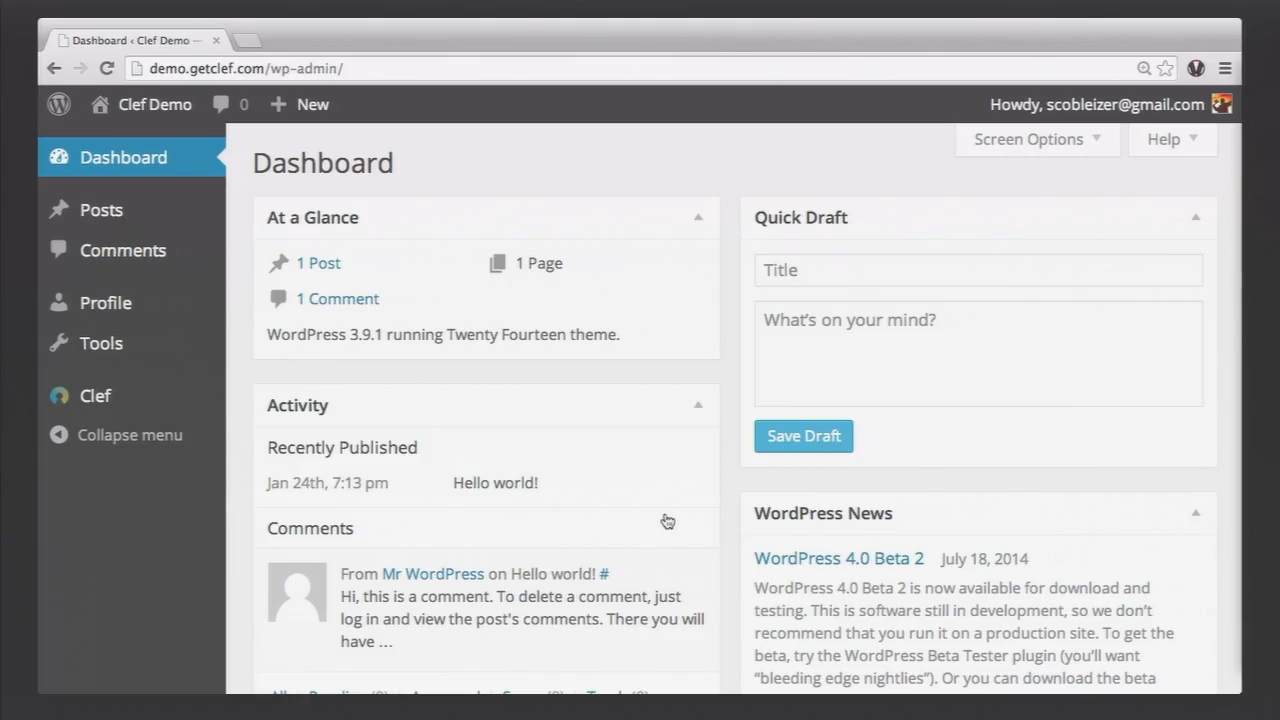 Dashboard ‹ Clef Demo —
demo.getclef.com/wp-admin/
Clef Demo
0
New
Howdy, scobleizer@gmail.com
Dashboard
Posts
Comments
Profile
Tools
Clef
Collapse menu
Screen Options
Help
Dashboard
At a Glance
1 Post
1 Page
1 Comment
WordPress 3.9.1 running Twenty Fourteen theme.
Activity
Recently Published
Jan 24th, 7:13 pm
Hello world!
Comments
From Mr WordPress on Hello world! #
Hi, this is a comment. To delete a comment, just
log in and view the post's comments. There you will
have ...
Quick Draft
Title
What's on your mind?
Save Draft
WordPress News
WordPress 4.0 Beta 2 July 18, 2014
WordPress 4.0 Beta 2 is now available for download and
testing. This is software still in development, so we don't
recommend that you run it on a production site. To get the
beta, try the WordPress Beta Tester plugin (you'll want
"bleeding edge nightlies"). Or you can download the beta